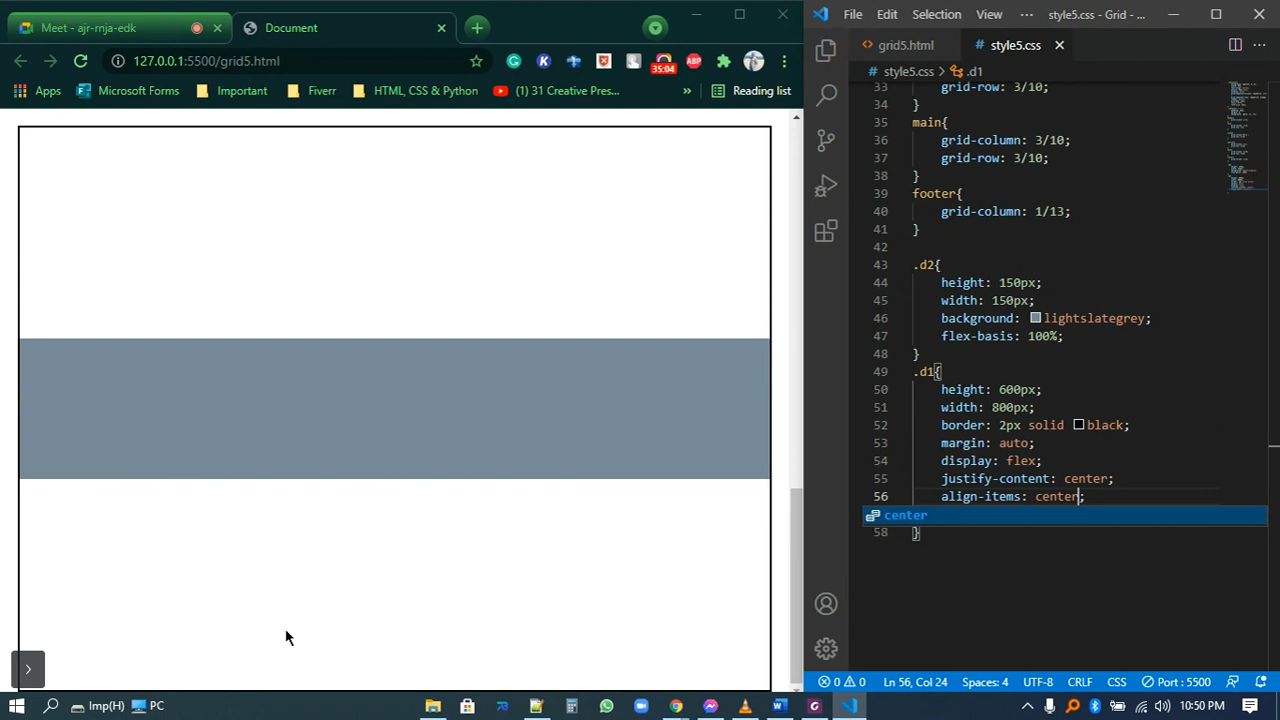 Meet - ajr-rnja-edk
Document
File Edit Selection View ··· style5.css - Grid - ...
127.0.0.1:5500/grid5.html
35:04
ABP
grid5.html
style5.css
Apps Microsoft Forms Important Fiverr HTML, CSS & Python (31) Creative Pres... » Reading list
style5.css > .d1
33 grid-row: 3/10;
34 }
35 main{
36 grid-column: 3/10;
37 grid-row: 3/10;
38 }
39 footer{
40 grid-column: 1/13;
41 }
42
43 .d2{
44 height: 150px;
45 width: 150px;
46 background: lightslategrey;
47 flex-basis: 100%;
48 }
49 .d1{
50 height: 600px;
51 width: 800px;
52 border: 2px solid black;
53 margin: auto;
54 display: flex;
55 justify-content: center;
56 align-items: center;
center
58 }
0 0 Ln 56, Col 24 Spaces: 4 UTF-8 CRLF CSS Port : 5500
Imp(H) PC
10:50 PM